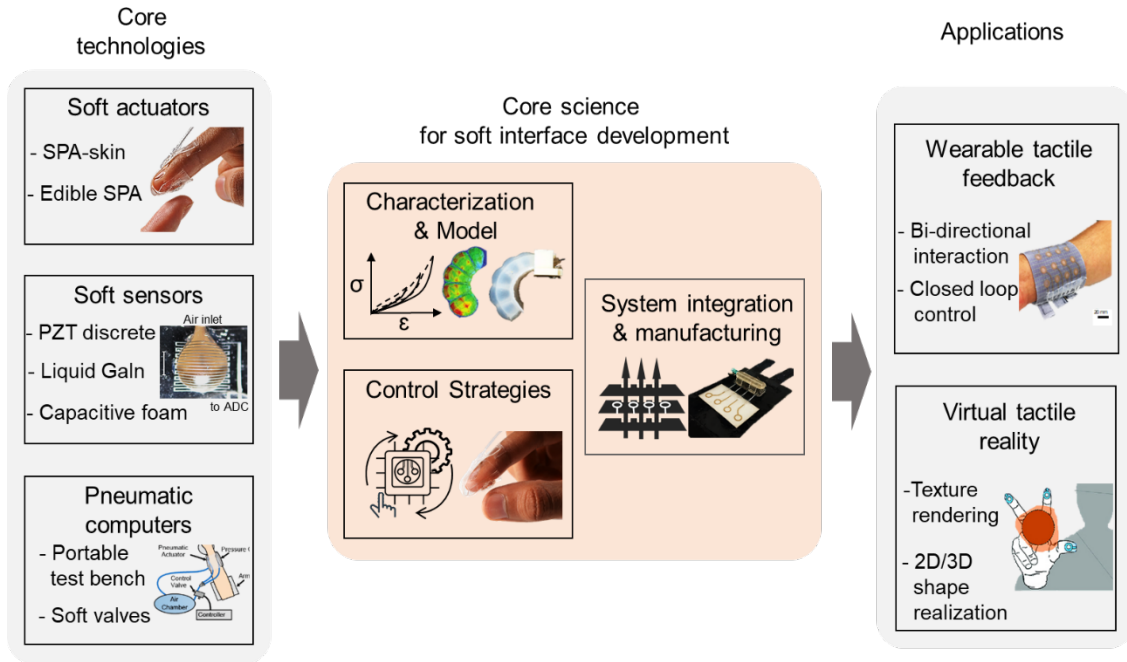 Core
technologies
Soft actuators
- SPA-skin
- Edible SPA
Soft sensors
- PZT discrete
Air inlet
- Liquid GaIn
- Capacitive foam
to ADC
Pneumatic
computers
- Portable
test bench
- Soft valves
Pneumatic
Actuator
Pressure
Control
Valve
Air
Chamber
Controller
Core science
for soft interface development
Characterization
& Model
σ
ε
Control Strategies
System integration
& manufacturing
Applications
Wearable tactile
feedback
- Bi-directional
interaction
- Closed loop
control
Virtual tactile
reality
-Texture
rendering
- 2D/3D
shape
realization